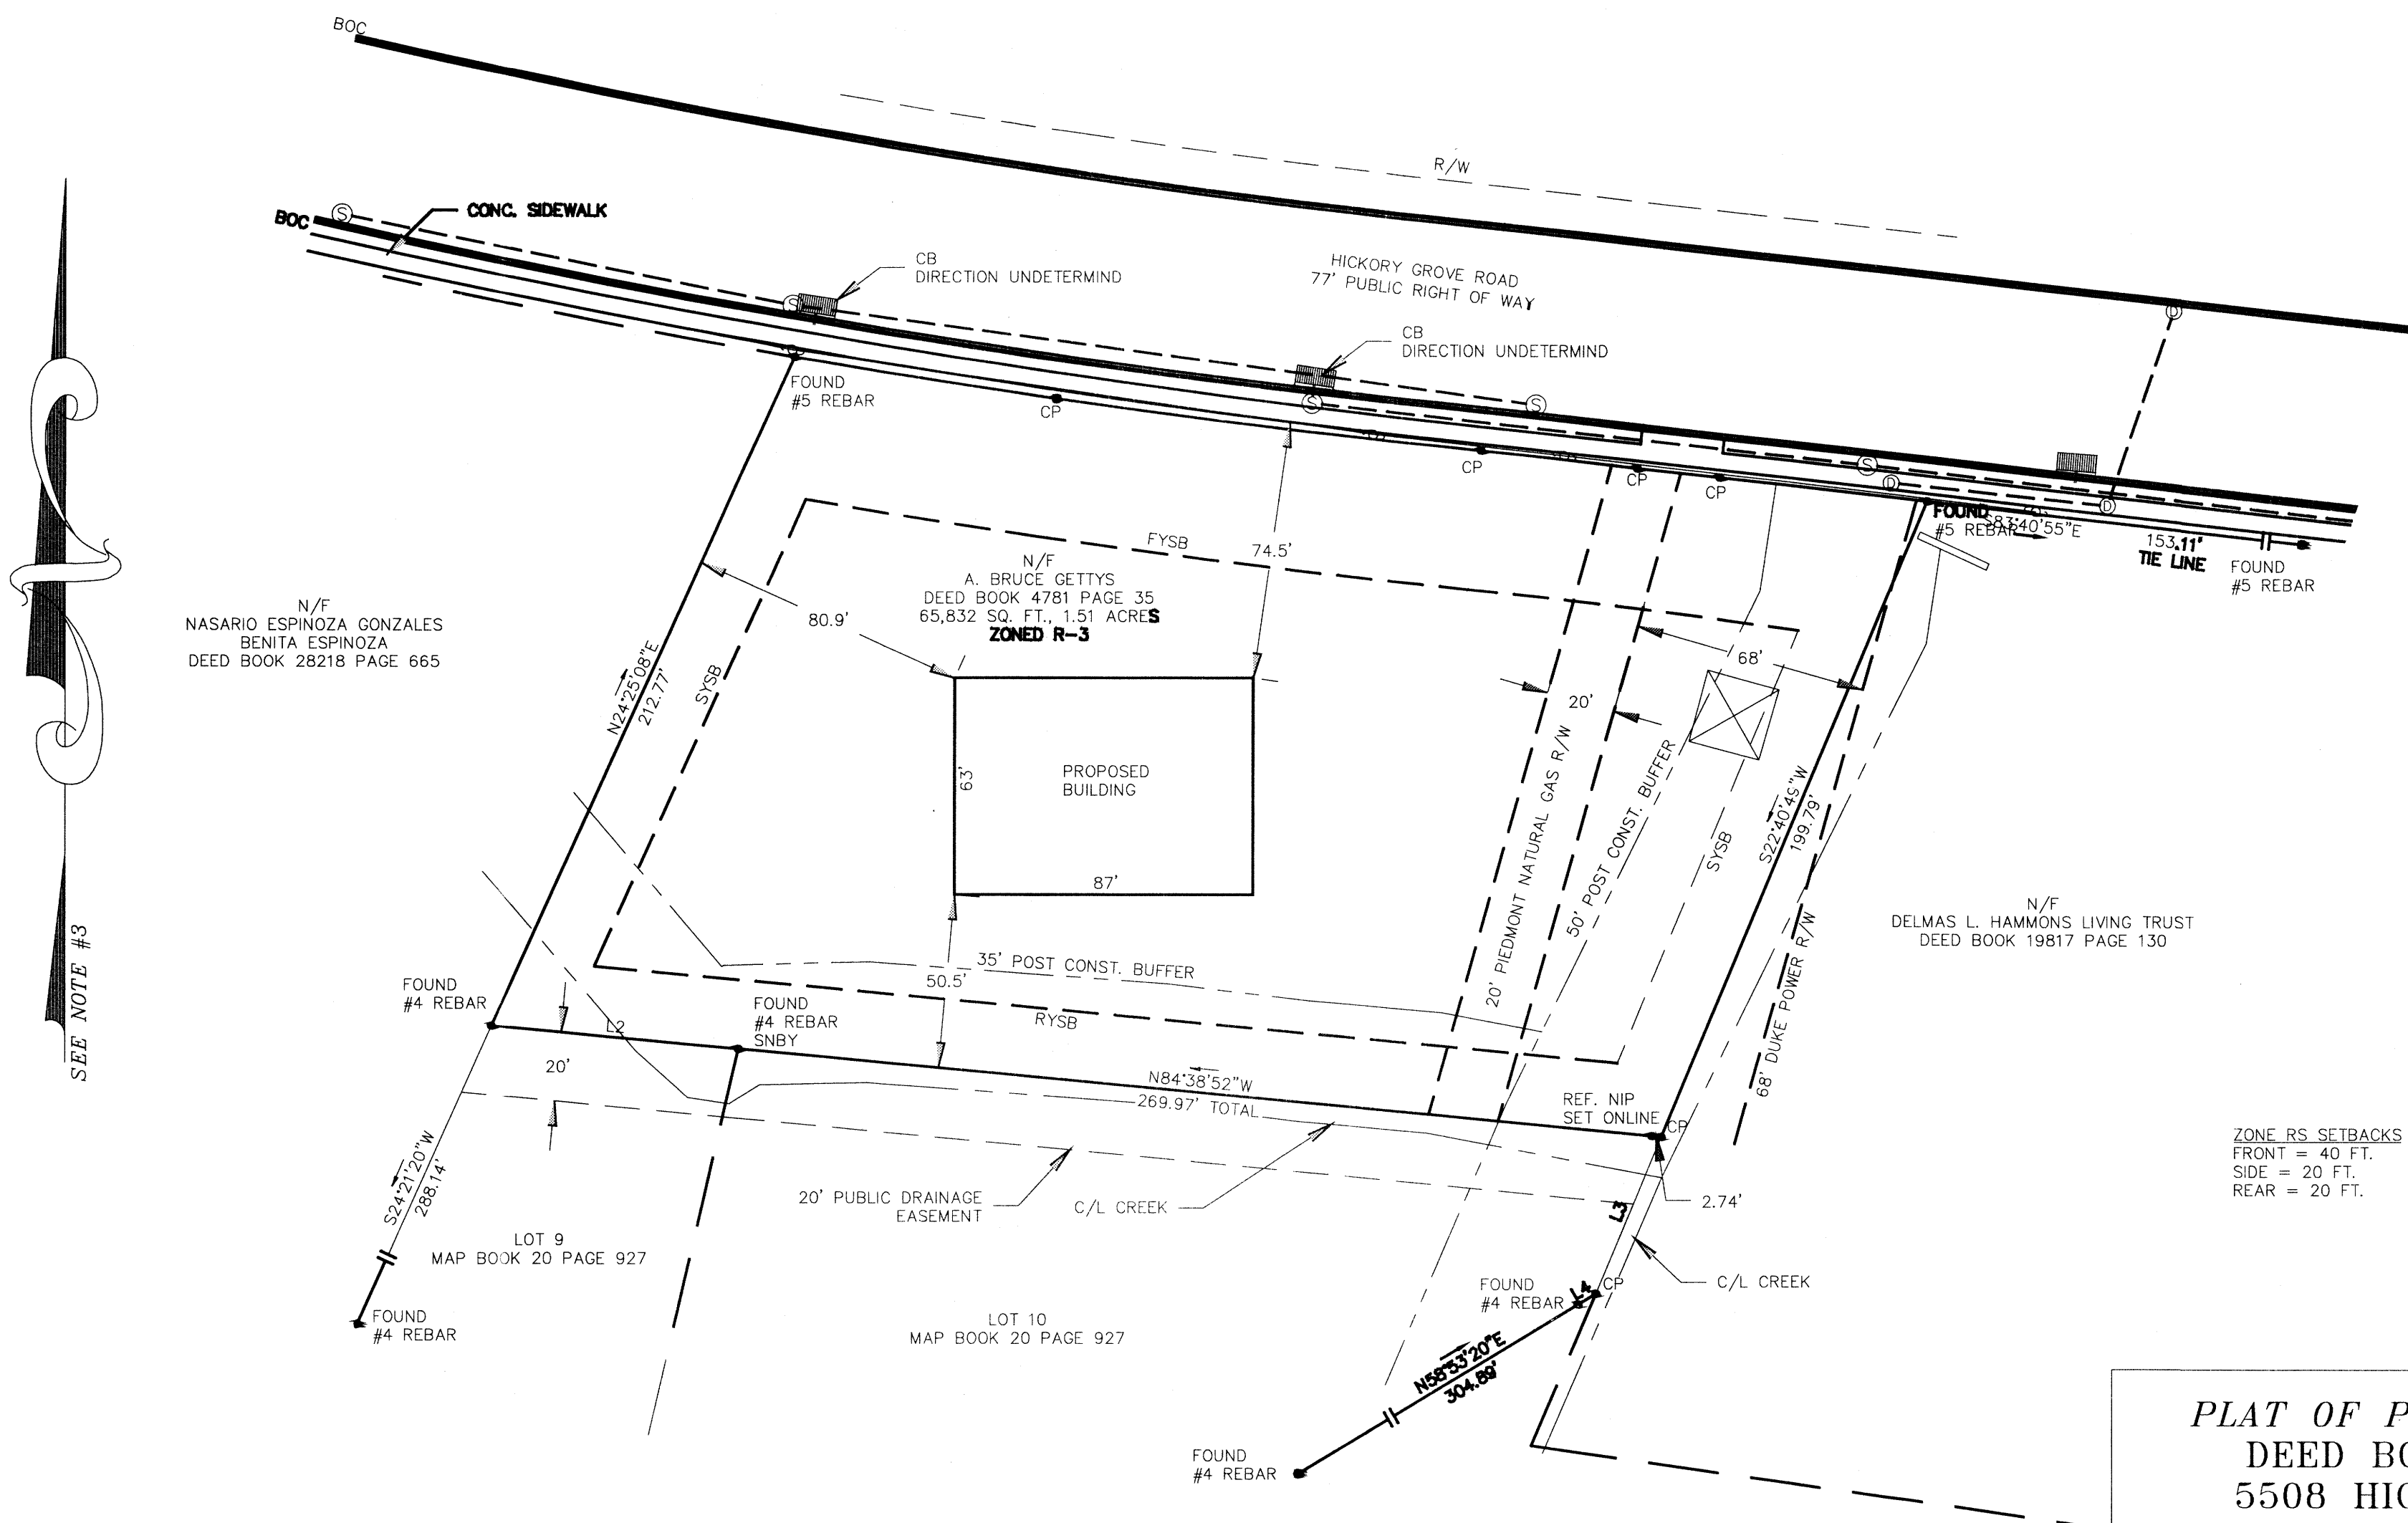 BOC
R/W
BOC
CONC. SIDEWALK
CB
DIRECTION UNDETERMIND
HICKORY GROVE ROAD
77' PUBLIC RIGHT OF WAY
CB
DIRECTION UNDETERMIND
S
S
S
S
S
D
D
D
FOUND
#5 REBAR
CP
CP
CP
CP
FOUND
#5 REBAR
S83°40'55"E
153.11'
TIE LINE
FOUND
#5 REBAR
FYSB
74.5'
N/F
A. BRUCE GETTYS
DEED BOOK 4781 PAGE 35
65,832 SQ. FT., 1.51 ACRES
ZONED R-3
80.9'
N/F
NASARIO ESPINOZA GONZALES
BENITA ESPINOZA
DEED BOOK 28218 PAGE 665
N24°25'08"E
212.77'
SYSB
68'
20'
PROPOSED
BUILDING
63'
87'
20' PIEDMONT NATURAL GAS R/W
50' POST CONST. BUFFER
SYSB
S22°40'49"W
199.79'
68' DUKE POWER R/W
N/F
DELMAS L. HAMMONS LIVING TRUST
DEED BOOK 19817 PAGE 130
SEE NOTE #3
35' POST CONST. BUFFER
50.5'
FOUND
#4 REBAR
L2
FOUND
#4 REBAR
SNBY
RYSB
20'
N84°38'52"W
269.97' TOTAL
REF. NIP
SET ONLINE
CP
2.74'
ZONE RS SETBACKS
FRONT = 40 FT.
SIDE = 20 FT.
REAR = 20 FT.
S24°21'20"W
288.14'
20' PUBLIC DRAINAGE
EASEMENT
C/L CREEK
L3
LOT 9
MAP BOOK 20 PAGE 927
C/L CREEK
FOUND
#4 REBAR
L4
CP
FOUND
#4 REBAR
LOT 10
MAP BOOK 20 PAGE 927
N58°53'20"E
304.89'
FOUND
#4 REBAR
PLAT OF P
DEED BO
5508 HIC